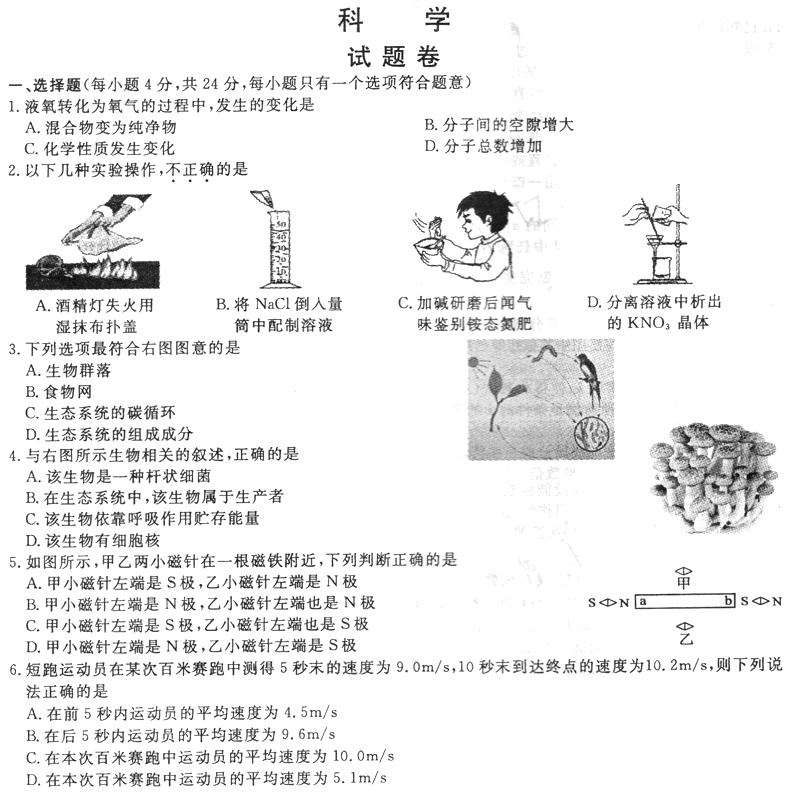 科 学
试 题 卷
一、选择题(每小题 4 分,共 24 分,每小题只有一个选项符合题意)
1. 液氧转化为氧气的过程中,发生的变化是
A. 混合物变为纯净物 B. 分子间的空隙增大
C. 化学性质发生变化 D. 分子总数增加
2. 以下几种实验操作,不正确的是
A. 酒精灯失火用 B. 将 NaCl 倒入量 C. 加碱研磨后闻气 D. 分离溶液中析出
湿抹布扑盖 筒中配制溶液 味鉴别铵态氮肥 的 KNO₃ 晶体
3. 下列选项最符合右图图意的是
A. 生物群落
B. 食物网
C. 生态系统的碳循环
D. 生态系统的组成成分
4. 与右图所示生物相关的叙述,正确的是
A. 该生物是一种杆状细菌
B. 在生态系统中,该生物属于生产者
C. 该生物依靠呼吸作用贮存能量
D. 该生物有细胞核
5. 如图所示,甲乙两小磁针在一根磁铁附近,下列判断正确的是
A. 甲小磁针左端是 S 极,乙小磁针左端是 N 极
B. 甲小磁针左端是 N 极,乙小磁针左端也是 N 极
C. 甲小磁针左端是 S 极,乙小磁针左端也是 S 极
D. 甲小磁针左端是 N 极,乙小磁针左端是 S 极
甲
S N a b S N
乙
6. 短跑运动员在某次百米赛跑中测得 5 秒末的速度为 9.0m/s,10 秒末到达终点的速度为10.2m/s,则下列说
法正确的是
A. 在前 5 秒内运动员的平均速度为 4.5m/s
B. 在后 5 秒内运动员的平均速度为 9.6m/s
C. 在本次百米赛跑中运动员的平均速度为 10.0m/s
D. 在本次百米赛跑中运动员的平均速度为 5.1m/s